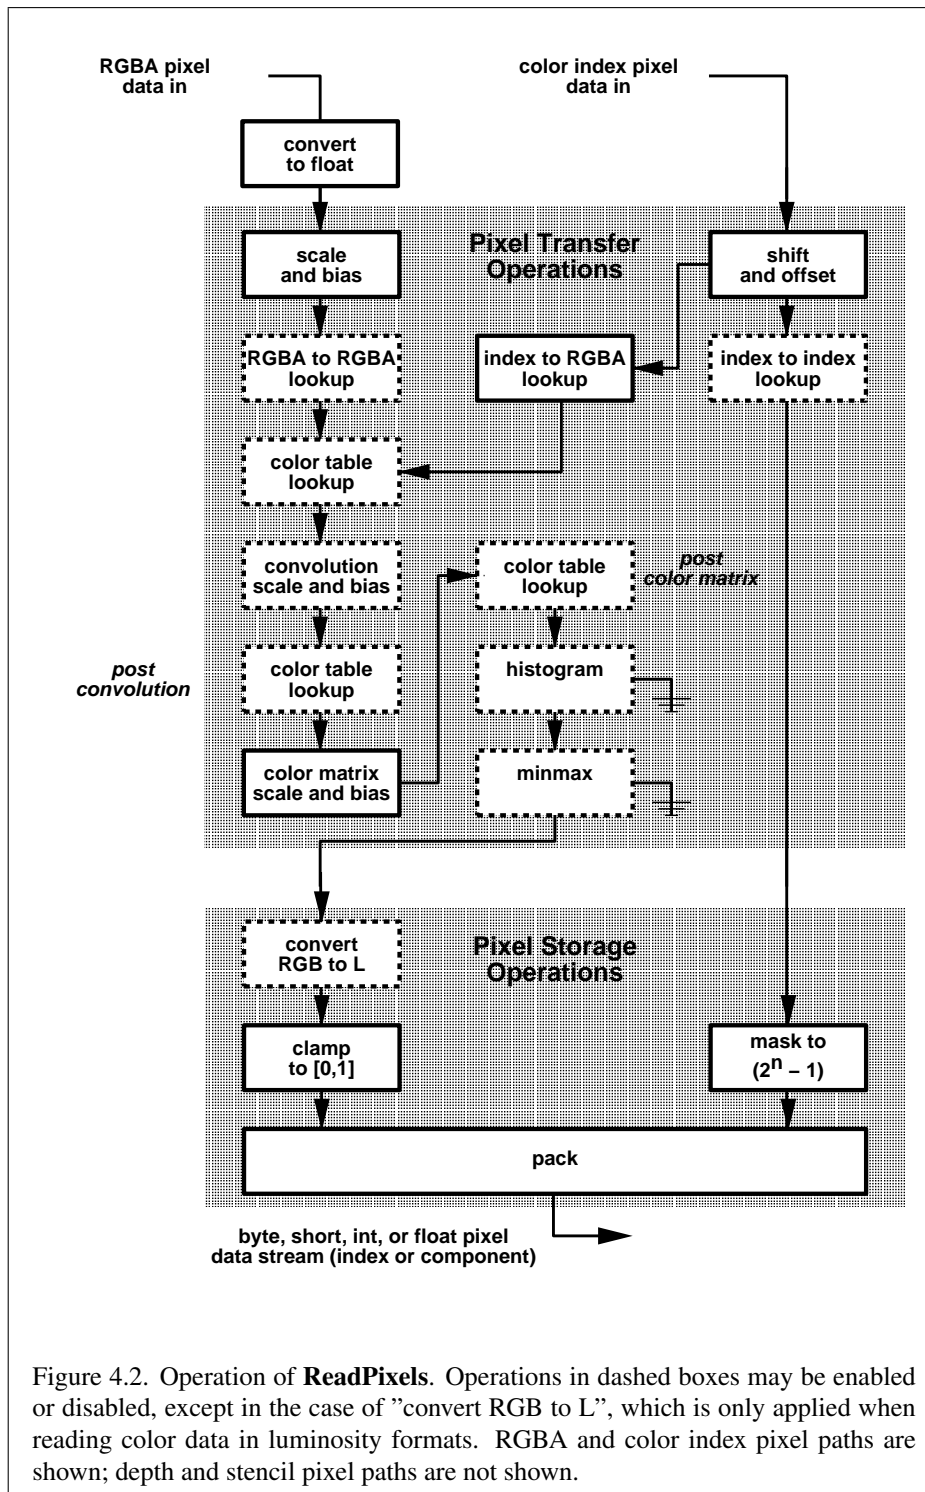 RGBA pixel
data in
color index pixel
data in
convert
to float
Pixel Transfer
Operations
scale
and bias
shift
and offset
RGBA to RGBA
lookup
index to RGBA
lookup
index to index
lookup
color table
lookup
convolution
scale and bias
color table
lookup
post
color matrix
post
convolution
color table
lookup
histogram
color matrix
scale and bias
minmax
convert
RGB to L
Pixel Storage
Operations
clamp
to [0,1]
mask to
(2^n − 1)
pack
byte, short, int, or float pixel
data stream (index or component)
Figure 4.2. Operation of ReadPixels. Operations in dashed boxes may be enabled
or disabled, except in the case of ”convert RGB to L”, which is only applied when
reading color data in luminosity formats. RGBA and color index pixel paths are
shown; depth and stencil pixel paths are not shown.